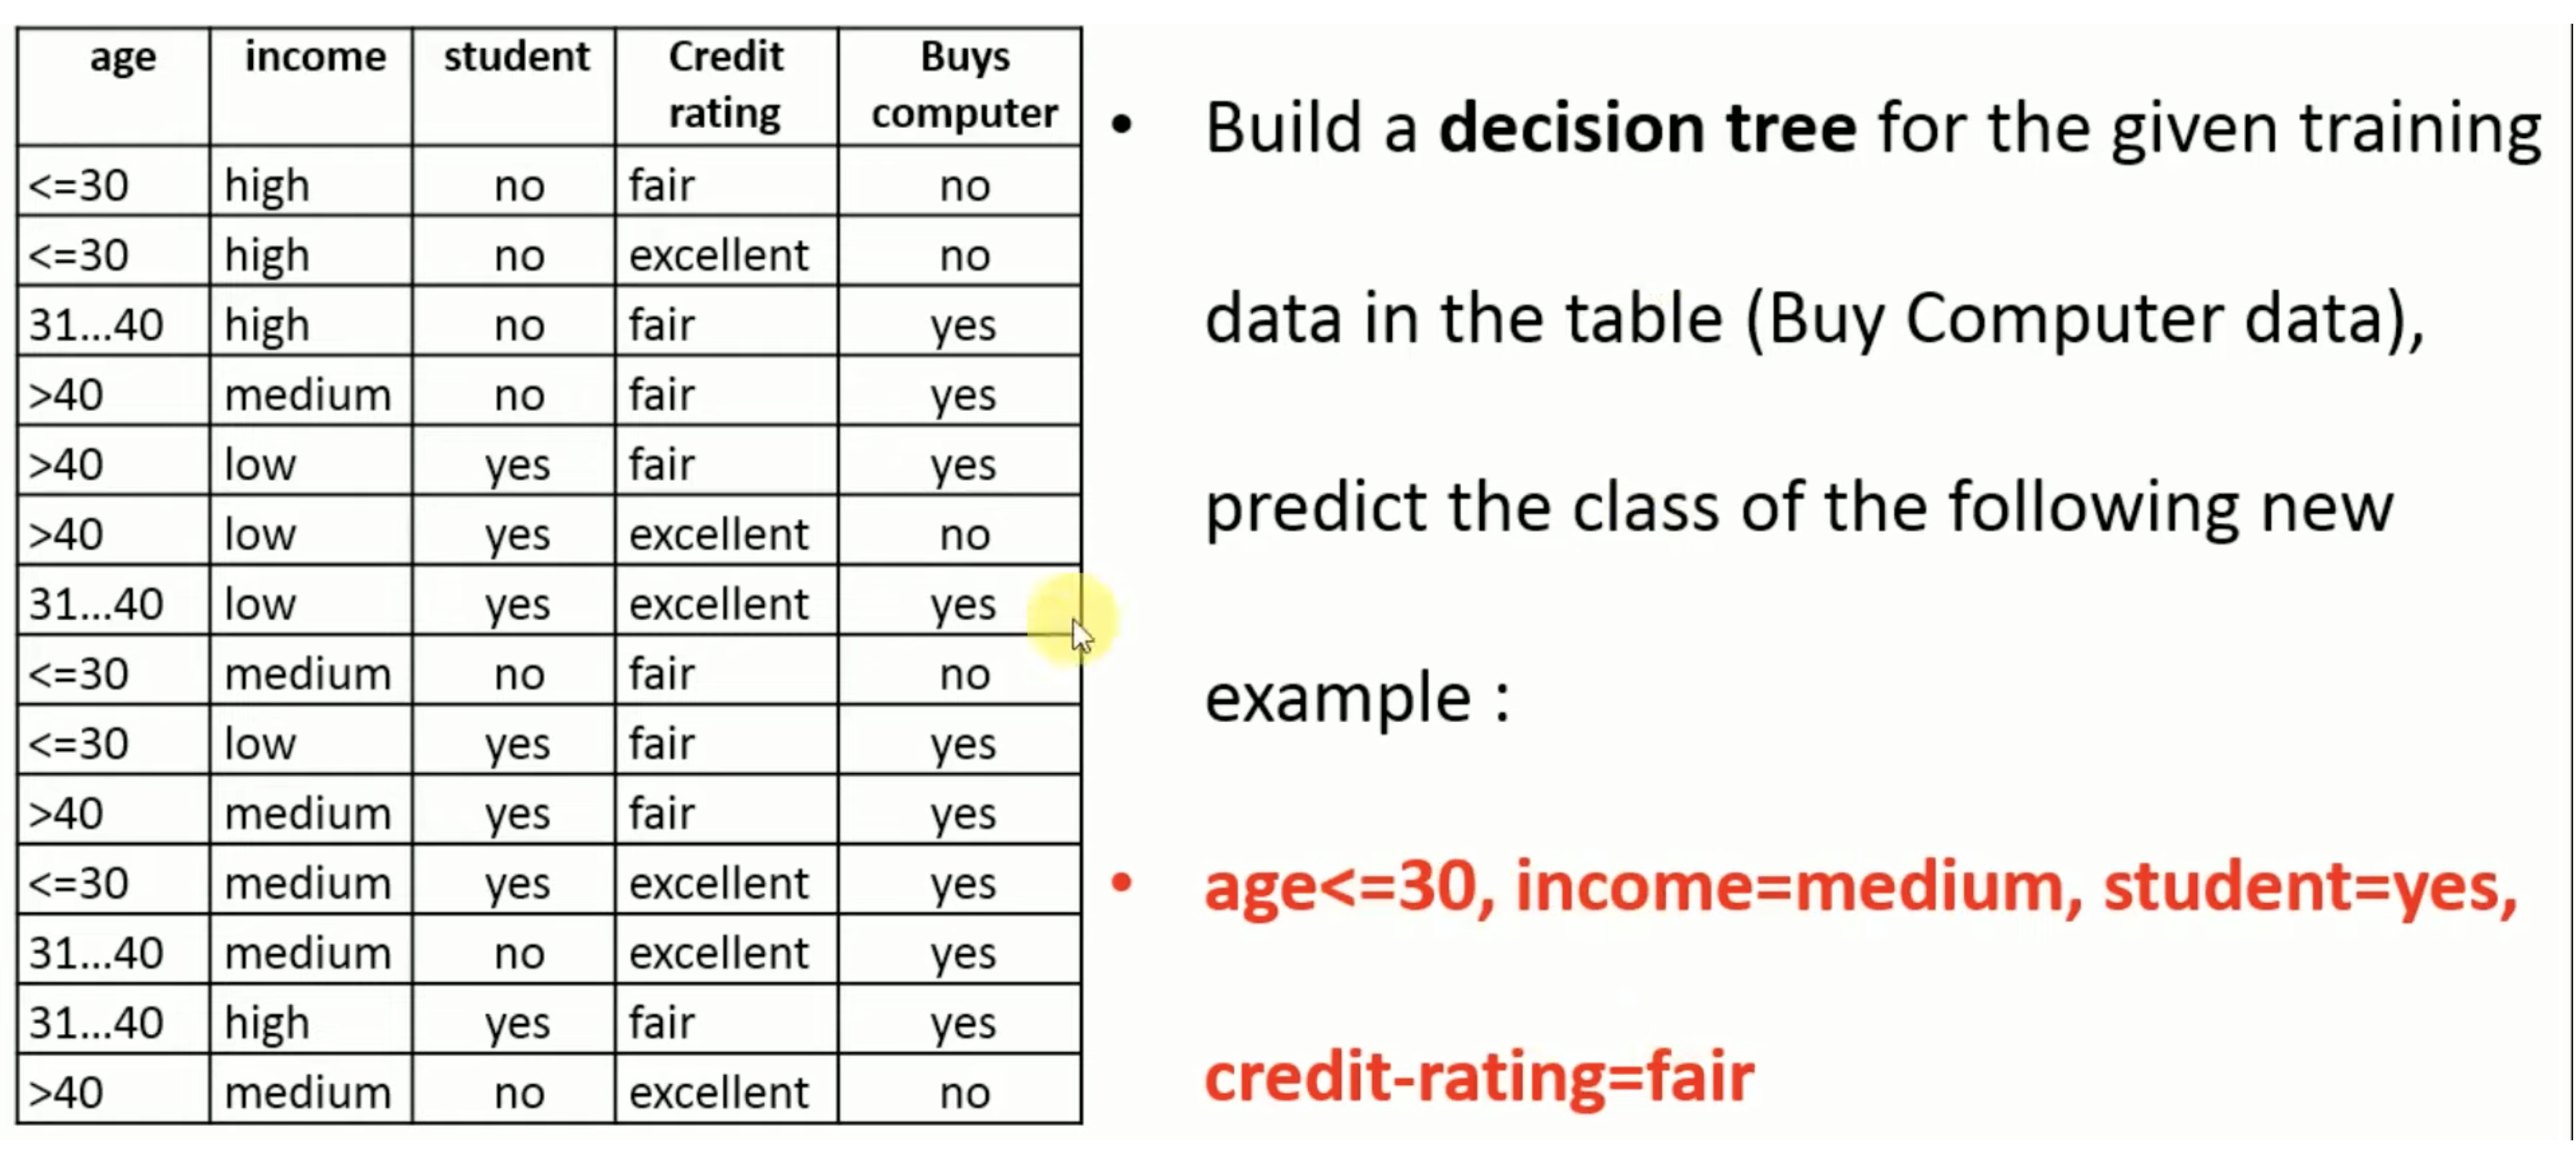 age income student Credit rating Buys computer
<=30 high no fair no
<=30 high no excellent no
31...40 high no fair yes
>40 medium no fair yes
>40 low yes fair yes
>40 low yes excellent no
31...40 low yes excellent yes
<=30 medium no fair no
<=30 low yes fair yes
>40 medium yes fair yes
<=30 medium yes excellent yes
31...40 medium no excellent yes
31...40 high yes fair yes
>40 medium no excellent no
• Build a decision tree for the given training
data in the table (Buy Computer data),
predict the class of the following new
example :
• age<=30, income=medium, student=yes,
credit-rating=fair